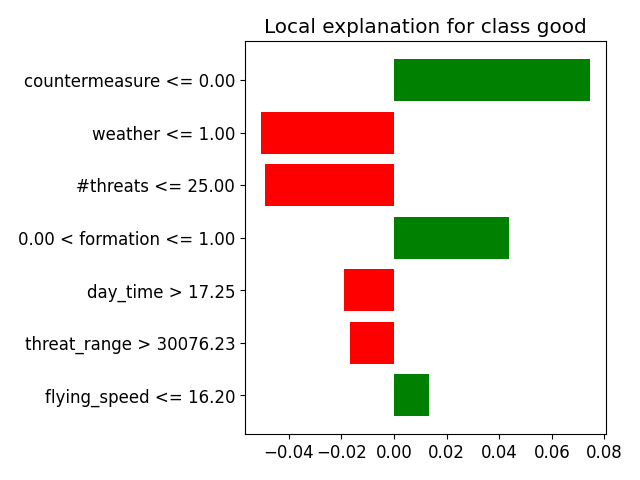 Local explanation for class good
countermeasure <= 0.00
weather <= 1.00
#threats <= 25.00
0.00 < formation <= 1.00
day_time > 17.25
threat_range > 30076.23
flying_speed <= 16.20
−0.04 −0.02 0.00 0.02 0.04 0.06 0.08